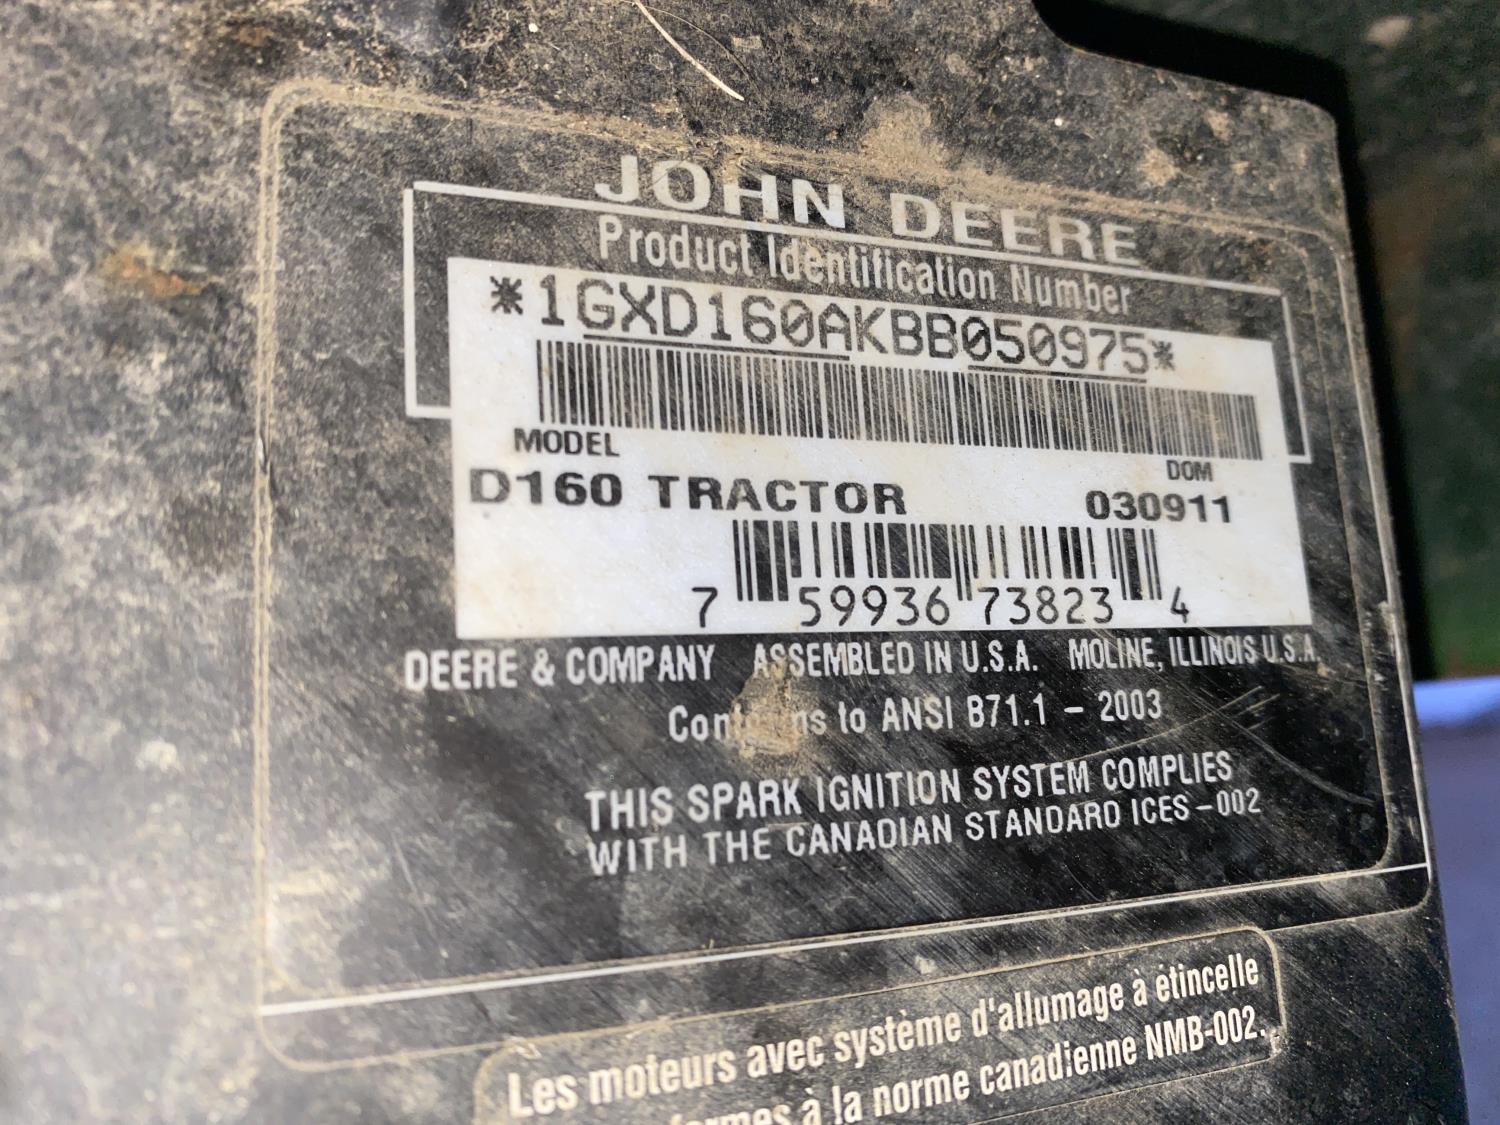 JOHN DEERE
Product Identification Number
*1GXD160AKBB050975*
MODEL
DOM
D160 TRACTOR 030911
7 59936 73823 4
DEERE & COMPANY ASSEMBLED IN U.S.A. MOLINE, ILLINOIS U.S.A.
to ANSI B71.1 - 2003
THIS SPARK IGNITION SYSTEM COMPLIES
WITH THE CANADIAN STANDARD ICES-002
Les moteurs avec système d'allumage à étincelle
à la norme canadienne NMB-002.